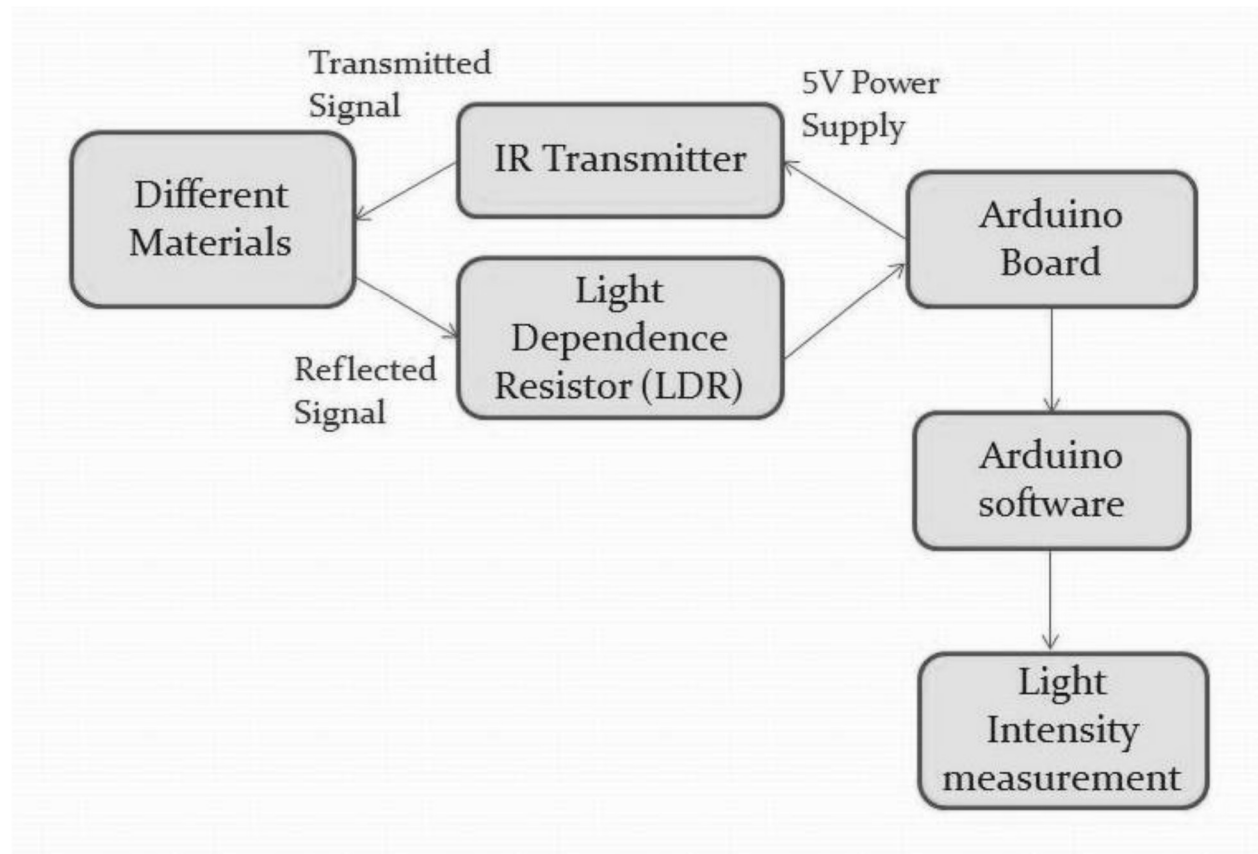 Transmitted
Signal
5V Power
Supply
IR Transmitter
Different
Materials
Arduino
Board
Light
Dependence
Resistor (LDR)
Reflected
Signal
Arduino
software
Light
Intensity
measurement